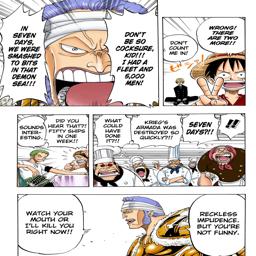 WRONG!
THERE
ARE TWO
MORE!!
DON'T
COUNT
ME IN!
DON'T
BE SO
COCKSURE,
KID!!! I
HAD A
FLEET AND
5,000
MEN!
IN
SEVEN
DAYS,
WE WERE
SMASHED
TO BITS
IN THAT
DEMON
SEA!!!
!!
SEVEN
DAYS?!!
KRIEG'S
ARMADA WAS
DESTROYED SO
QUICKLY?!!
WHAT
COULD
HAVE
DONE
IT?!!
DID YOU
HEAR THAT?!
FIFTY SHIPS
IN ONE
WEEK!!
SOUNDS
INTER-
ESTING.
RECKLESS
IMPUDENCE.
BUT YOU'RE
NOT FUNNY.
WATCH YOUR
MOUTH OR
I'LL KILL YOU
RIGHT NOW!!